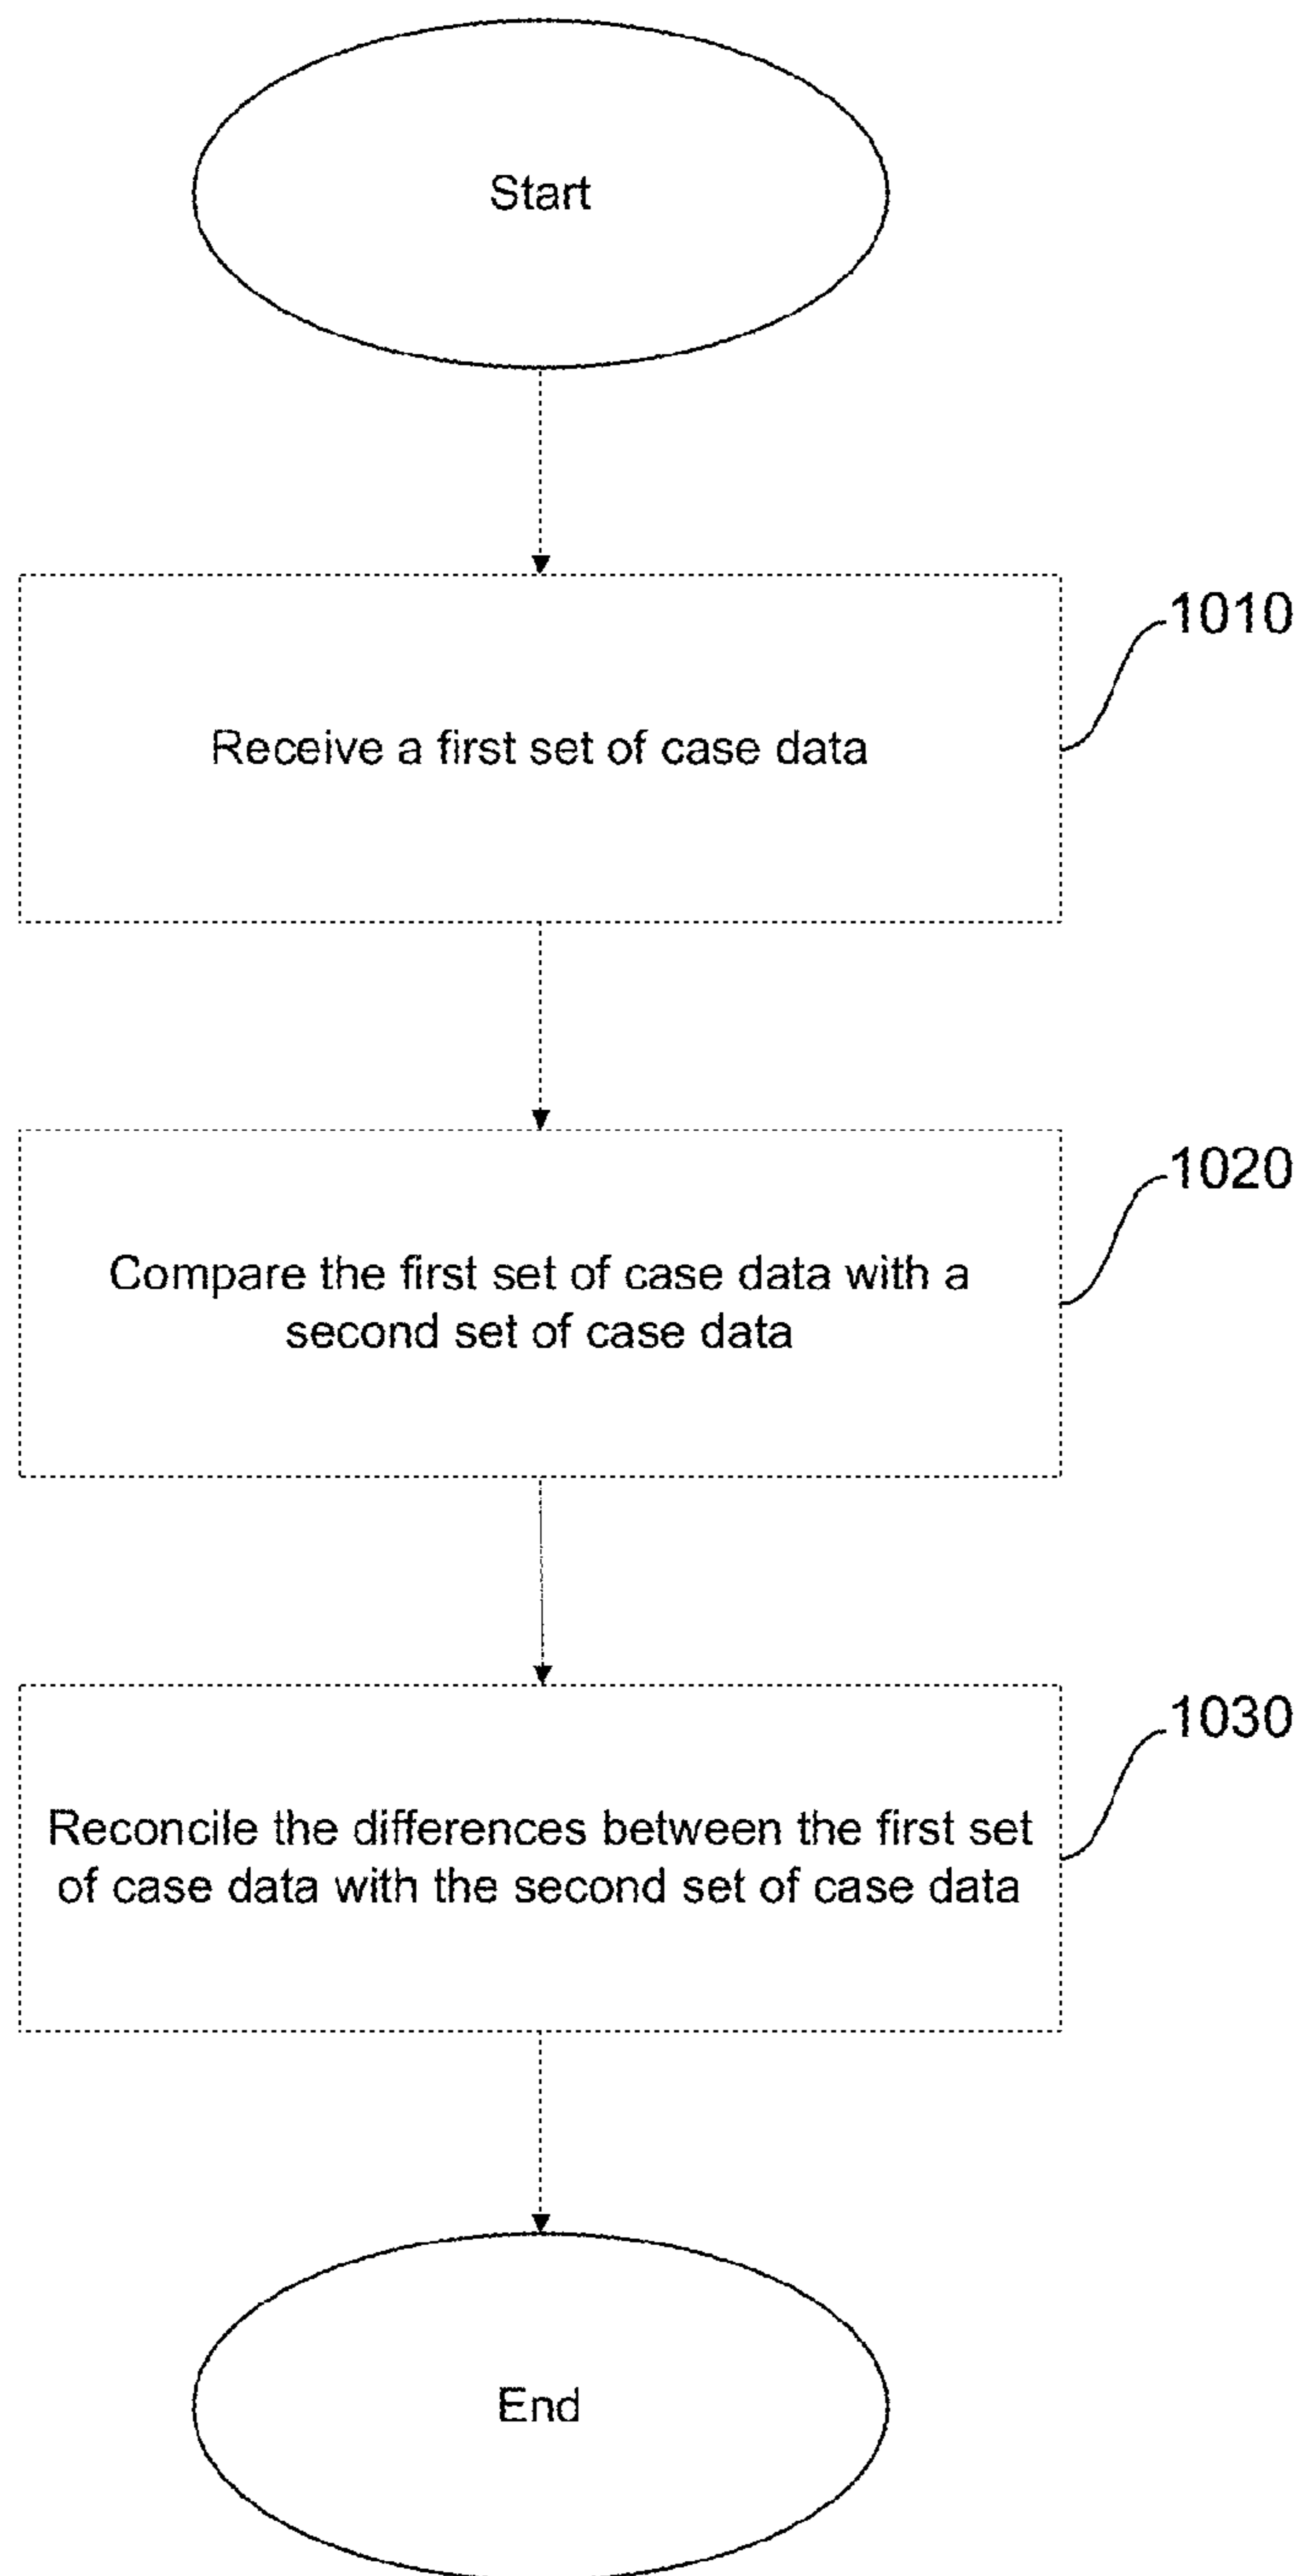 Start
Receive a first set of case data
1010
Compare the first set of case data with a
second set of case data
1020
Reconcile the differences between the first set
of case data with the second set of case data
1030
End